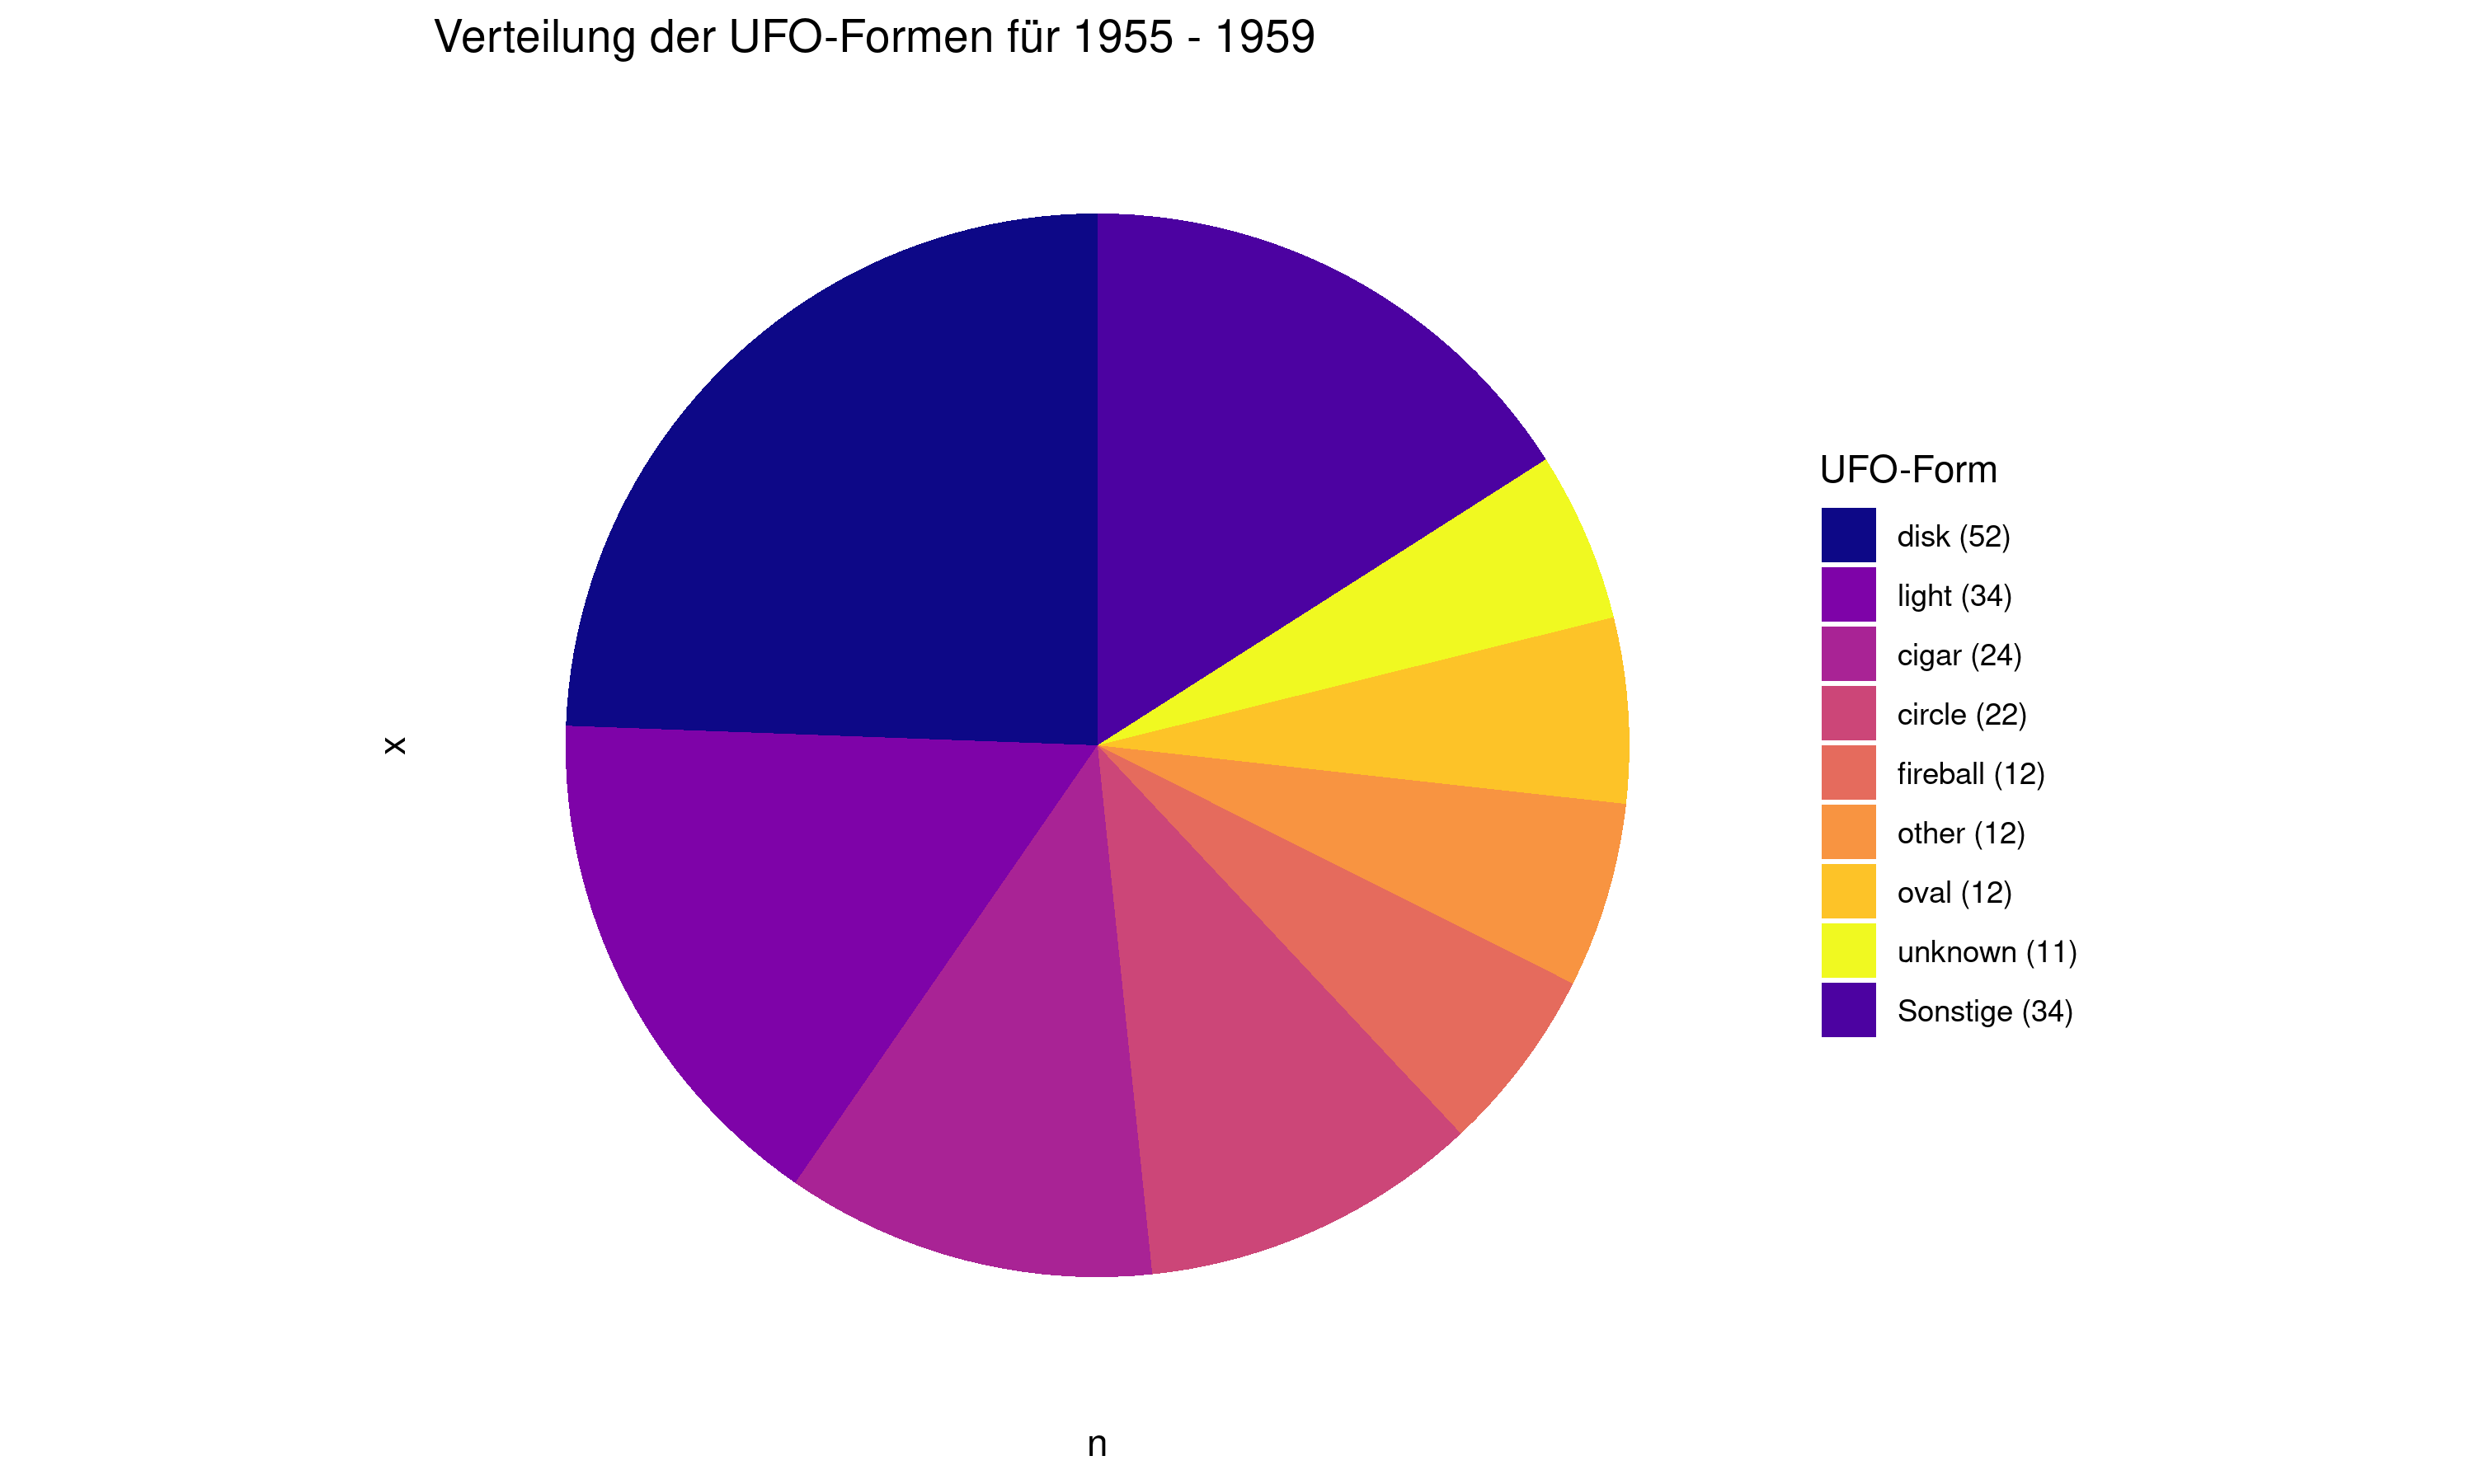 Verteilung der UFO-Formen für 1955 - 1959
x
UFO-Form
disk (52)
light (34)
cigar (24)
circle (22)
fireball (12)
other (12)
oval (12)
unknown (11)
Sonstige (34)
n